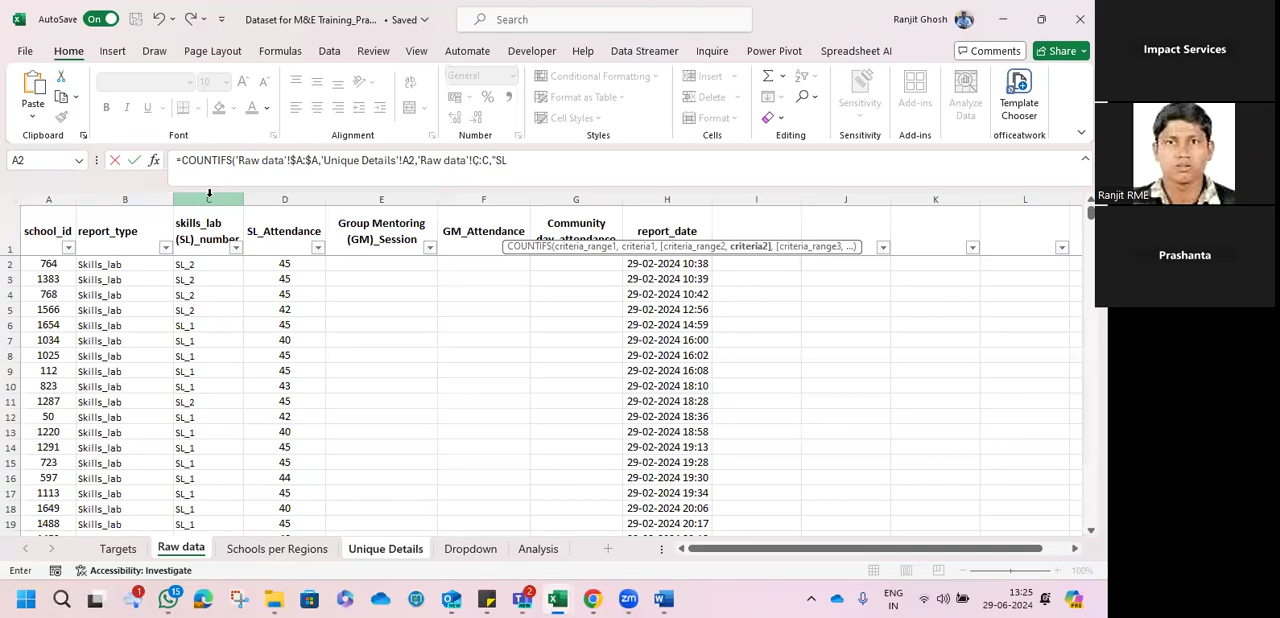 AutoSave On Dataset for M&E Training_Pra... • Saved Search Ranjit Ghosh
File Home Insert Draw Page Layout Formulas Data Review View Automate Developer Help Data Streamer Inquire Power Pivot Spreadsheet AI Comments Share
Paste General Conditional Formatting Insert
10 Format as Table Delete Sensitivity Add-ins Analyze Data Template Chooser
B I U Cell Styles Format
Clipboard Font Alignment Number Styles Cells Editing Sensitivity Add-ins officeatwork
A2 fx =COUNTIFS('Raw data'!$A:$A,'Unique Details'!A2,'Raw data'!C:C,"SL
A B C D E F G H I J K L
1 school_id report_type skills_lab (SL)_number SL_Attendance Group Mentoring (GM)_Session GM_Attendance Community day_attendance report_date
COUNTIFS(criteria_range1, criteria1, [criteria_range2, criteria2], [criteria_range3, ...)
2 764 Skills_lab SL_2 45 29-02-2024 10:38
3 1383 Skills_lab SL_2 45 29-02-2024 10:39
4 768 Skills_lab SL_2 45 29-02-2024 10:42
5 1566 Skills_lab SL_2 42 29-02-2024 12:56
6 1654 Skills_lab SL_1 45 29-02-2024 14:59
7 1034 Skills_lab SL_1 40 29-02-2024 16:00
8 1025 Skills_lab SL_1 45 29-02-2024 16:02
9 112 Skills_lab SL_1 45 29-02-2024 16:08
10 823 Skills_lab SL_1 43 29-02-2024 18:10
11 1287 Skills_lab SL_2 45 29-02-2024 18:28
12 50 Skills_lab SL_1 42 29-02-2024 18:36
13 1220 Skills_lab SL_1 40 29-02-2024 18:58
14 1291 Skills_lab SL_1 45 29-02-2024 19:13
15 723 Skills_lab SL_1 45 29-02-2024 19:28
16 597 Skills_lab SL_1 44 29-02-2024 19:30
17 1113 Skills_lab SL_1 45 29-02-2024 19:34
18 1649 Skills_lab SL_1 40 29-02-2024 20:06
19 1488 Skills_lab SL_1 45 29-02-2024 20:17
Targets Raw data Schools per Regions Unique Details Dropdown Analysis
Enter Accessibility: Investigate 100%
1 15 2 ENG IN 13:25 29-06-2024
Impact Services
Ranjit RME
Prashanta